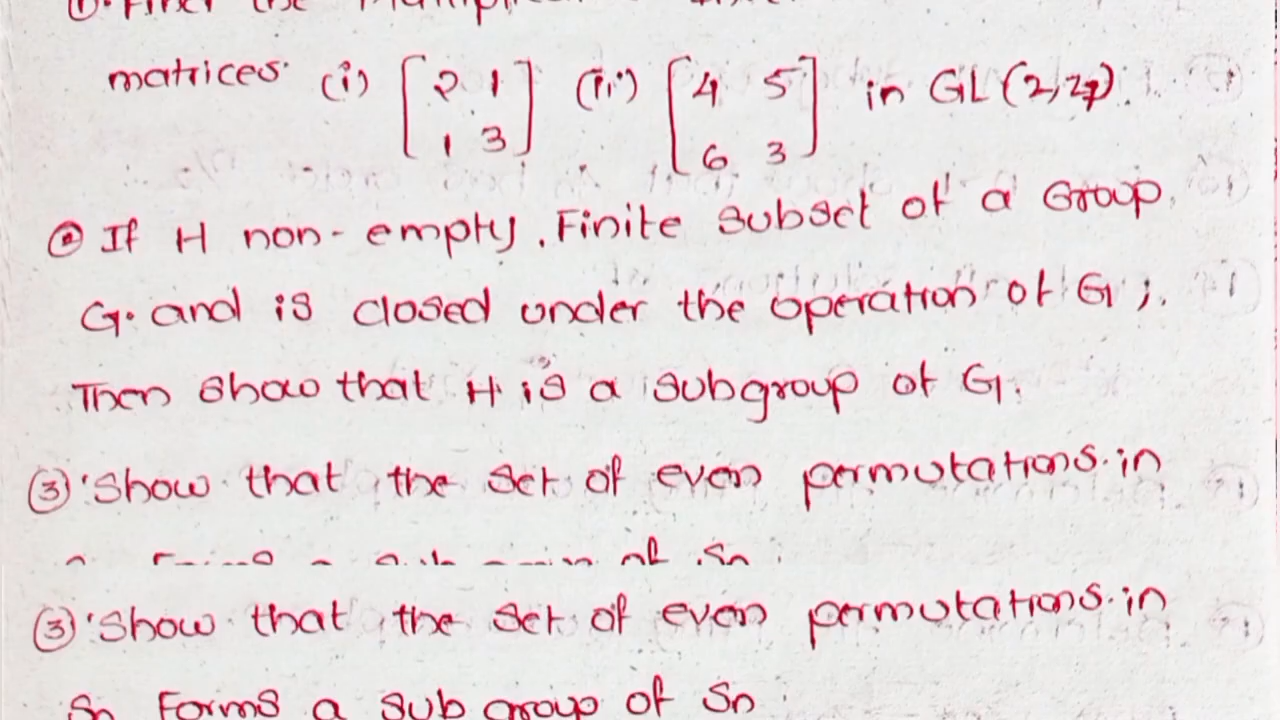 matrices (i) [2 1 (ii) [4 5 in GL(2,Z7).
1 3] 6 3]
② If H non-empty, Finite subset of a Group
G. and is closed under the operation of G;.
Then show that H is a subgroup of G.
③ Show that the set of even permutations in
of Sn.
③ Show that the set of even permutations in
Sn Forms a sub group of Sn.